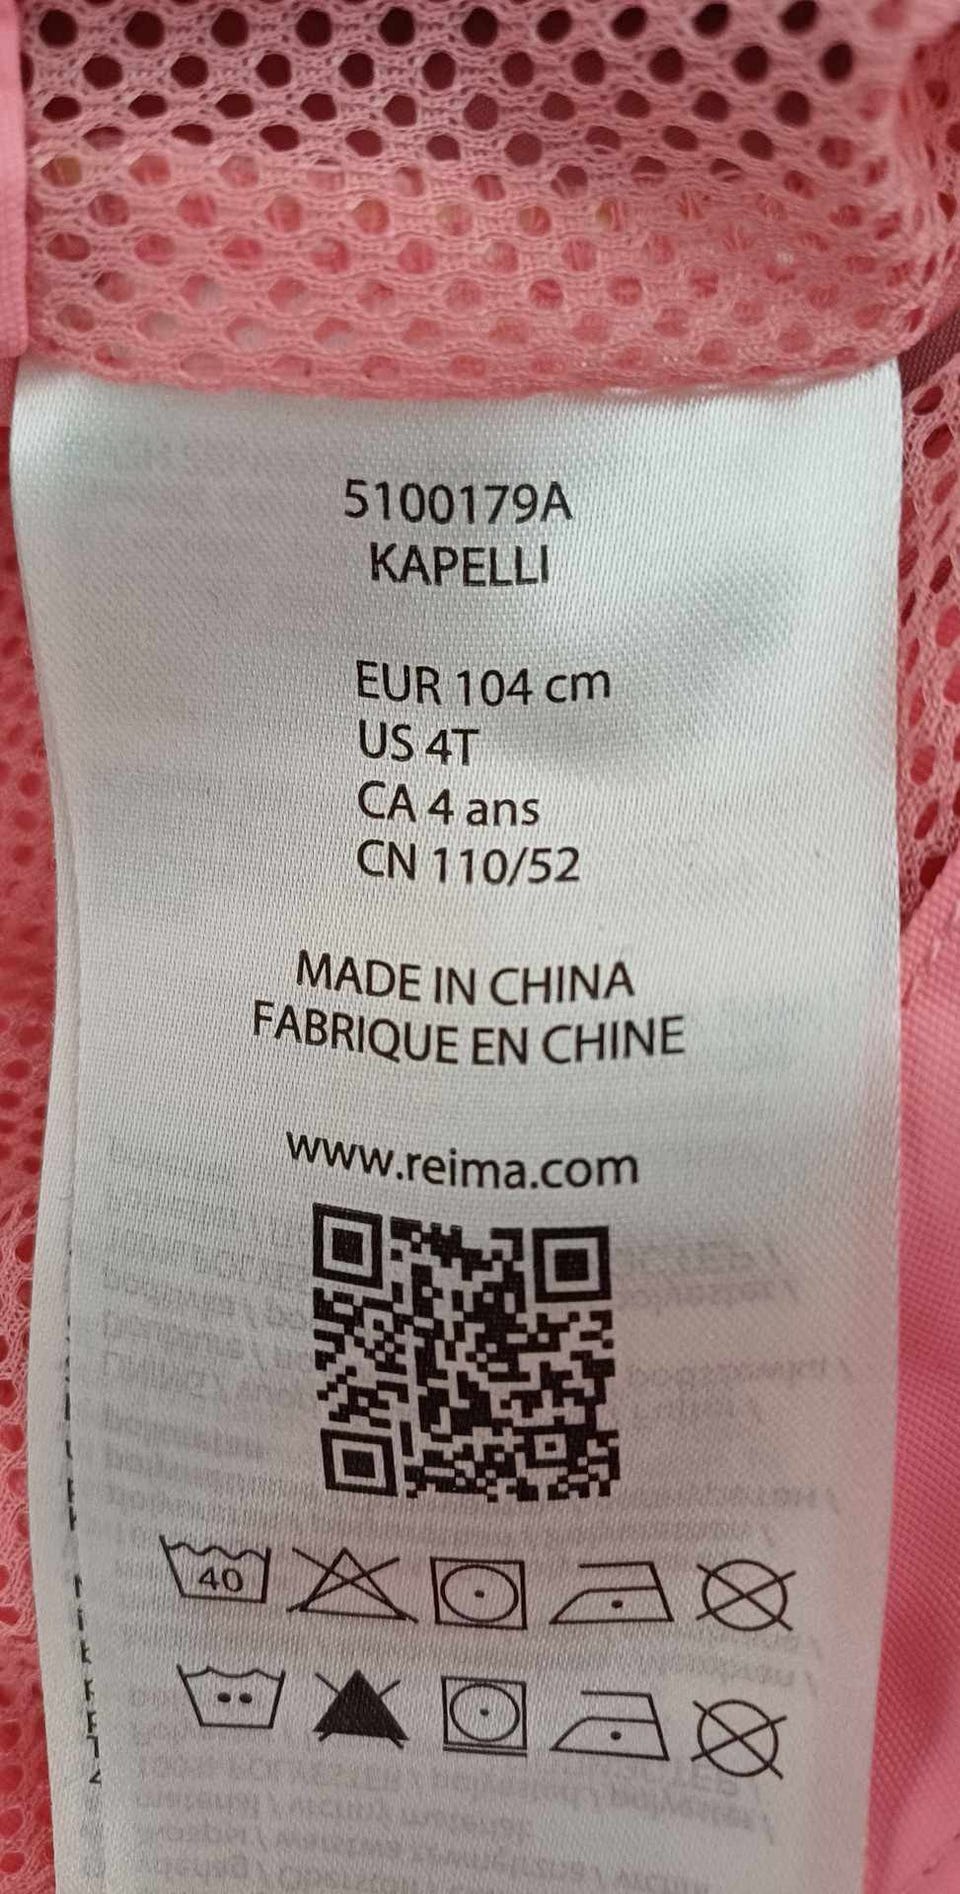 5100179A
KAPELLI
EUR 104 cm
US 4T
CA 4 ans
CN 110/52
MADE IN CHINA
FABRIQUE EN CHINE
www.reima.com
40